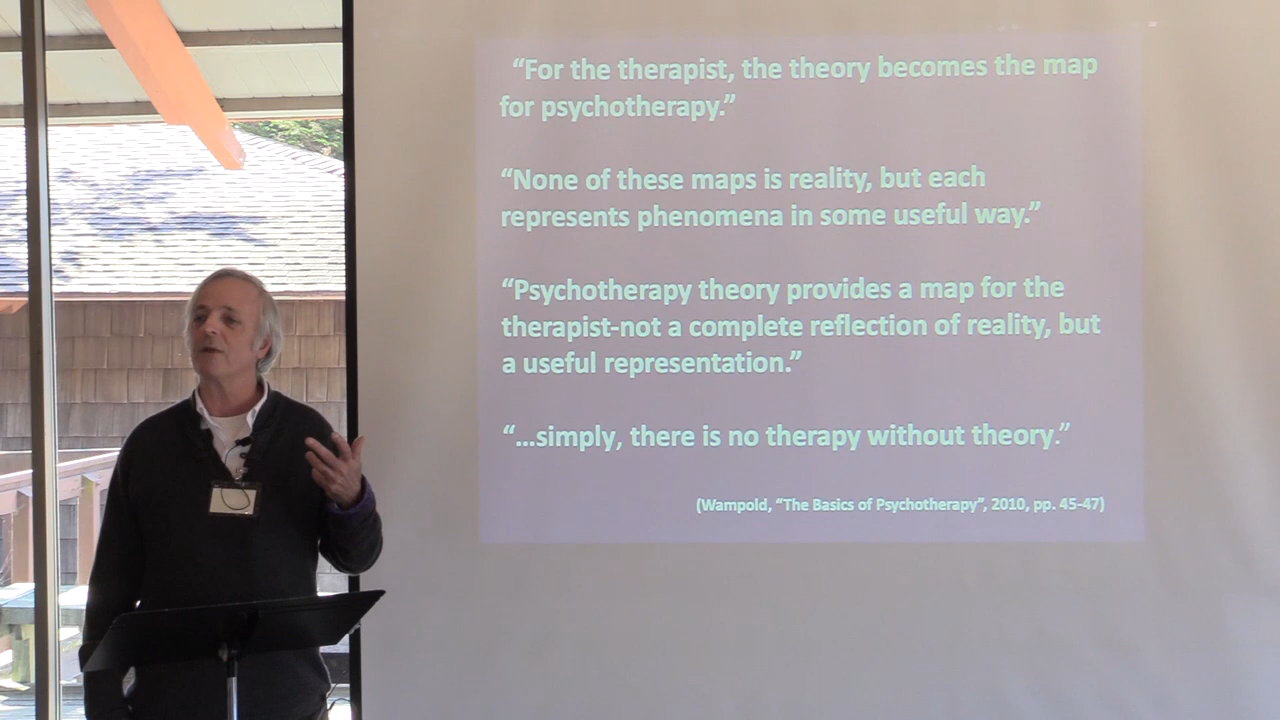 “For the therapist, the theory becomes the map
for psychotherapy.”
“None of these maps is reality, but each
represents phenomena in some useful way.”
“Psychotherapy theory provides a map for the
therapist-not a complete reflection of reality, but
a useful representation.”
“...simply, there is no therapy without theory.”
(Wampold, “The Basics of Psychotherapy”, 2010, pp. 45-47)